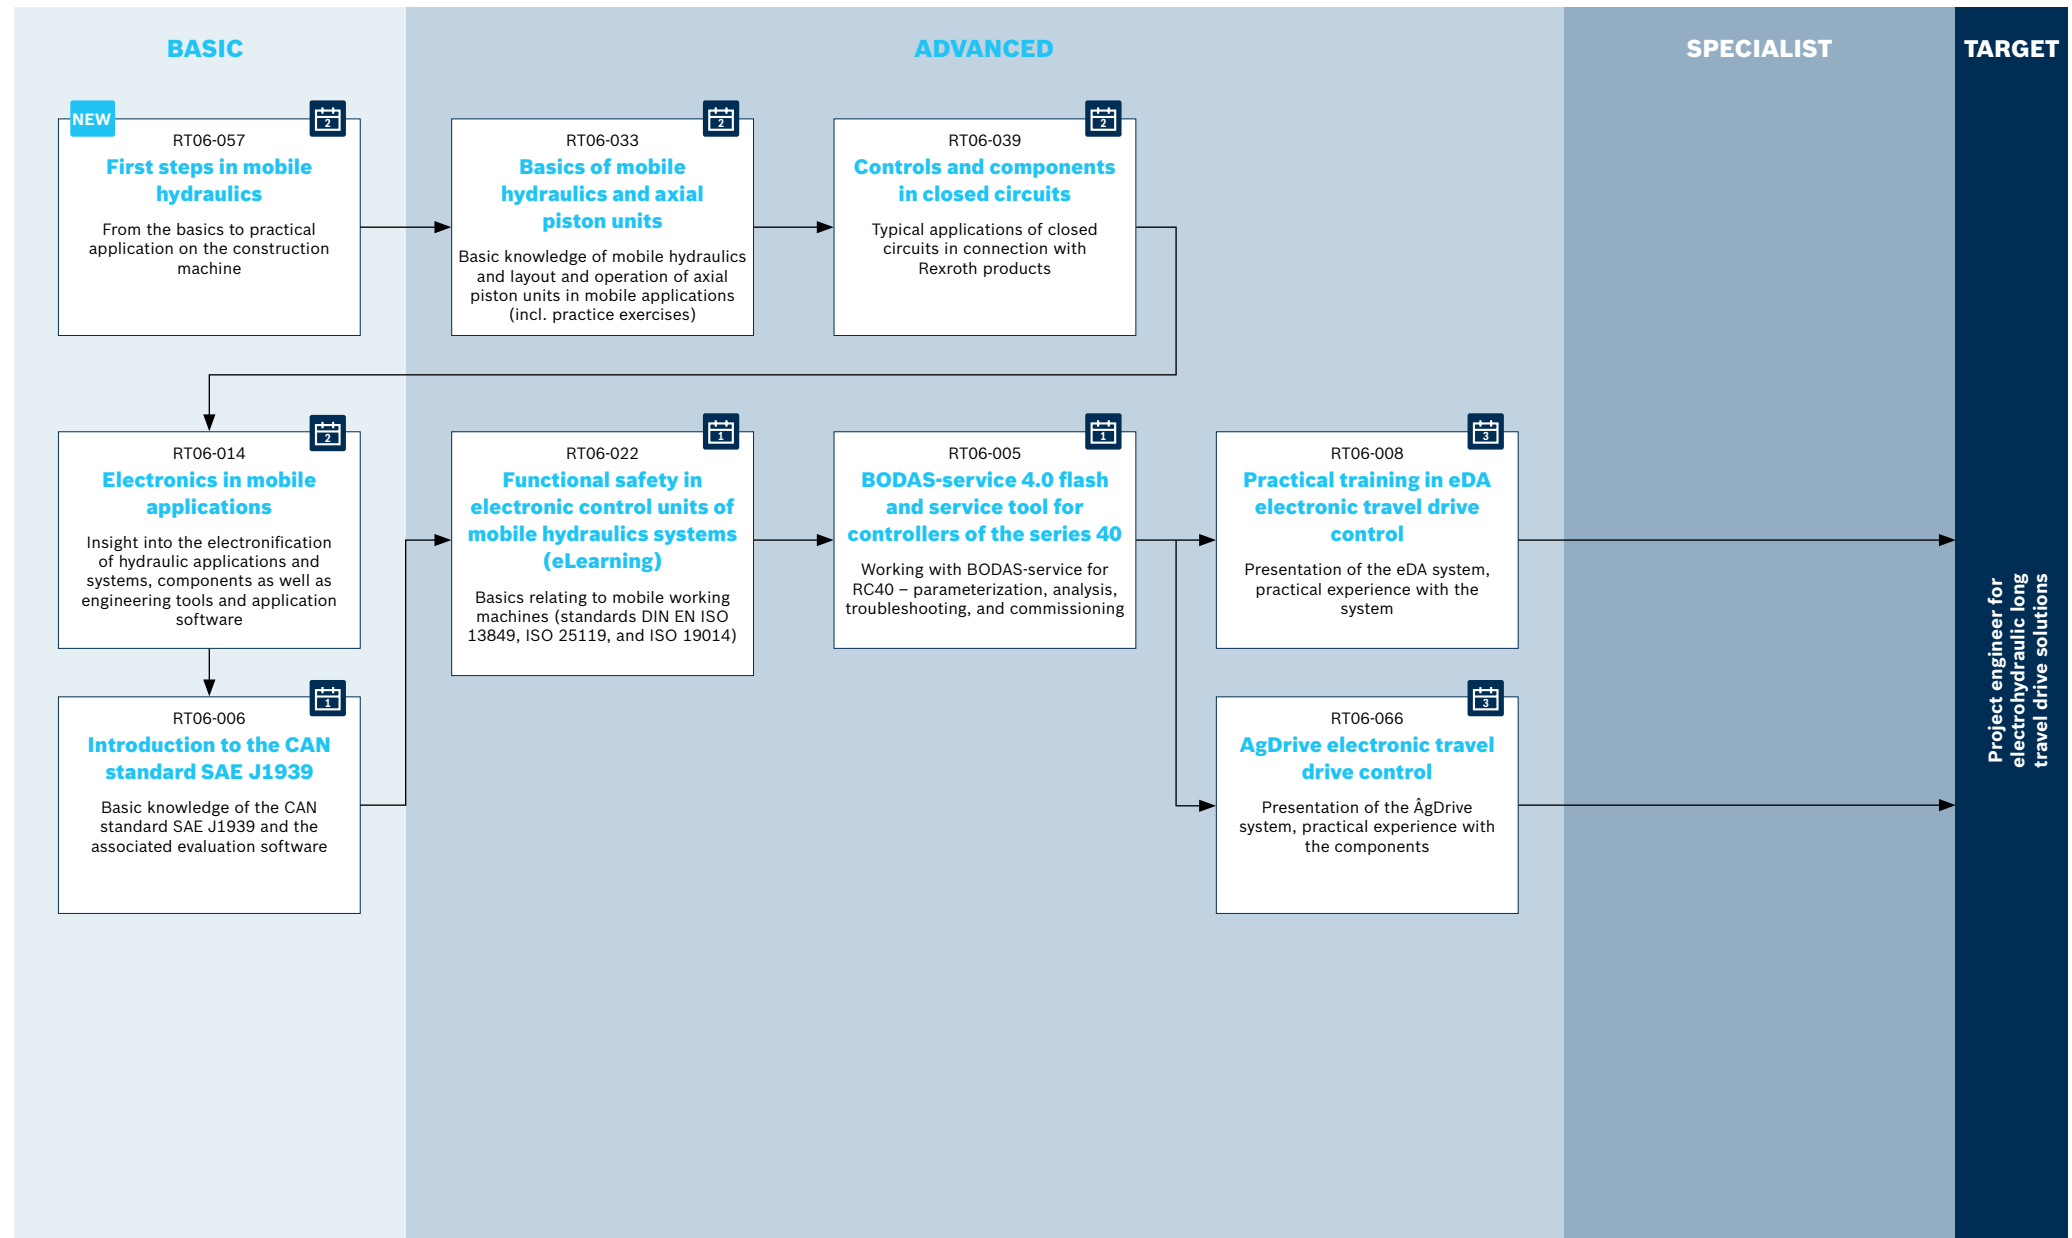 BASIC
ADVANCED
SPECIALIST
TARGET
NEW
2
RT06-057
First steps in mobile
hydraulics
From the basics to practical
application on the construction
machine
2
RT06-033
Basics of mobile
hydraulics and axial
piston units
Basic knowledge of mobile hydraulics
and layout and operation of axial
piston units in mobile applications
(incl. practice exercises)
2
RT06-039
Controls and components
in closed circuits
Typical applications of closed
circuits in connection with
Rexroth products
2
RT06-014
Electronics in mobile
applications
Insight into the electronification
of hydraulic applications and
systems, components as well as
engineering tools and application
software
1
RT06-006
Introduction to the CAN
standard SAE J1939
Basic knowledge of the CAN
standard SAE J1939 and the
associated evaluation software
1
RT06-022
Functional safety in
electronic control units of
mobile hydraulics systems
(eLearning)
Basics relating to mobile working
machines (standards DIN EN ISO
13849, ISO 25119, and ISO 19014)
1
RT06-005
BODAS-service 4.0 flash
and service tool for
controllers of the series 40
Working with BODAS-service for
RC40 – parameterization, analysis,
troubleshooting, and commissioning
3
RT06-008
Practical training in eDA
electronic travel drive
control
Presentation of the eDA system,
practical experience with the
system
3
RT06-066
AgDrive electronic travel
drive control
Presentation of the ÂgDrive
system, practical experience with
the components
Project engineer for
electrohydraulic long
travel drive solutions